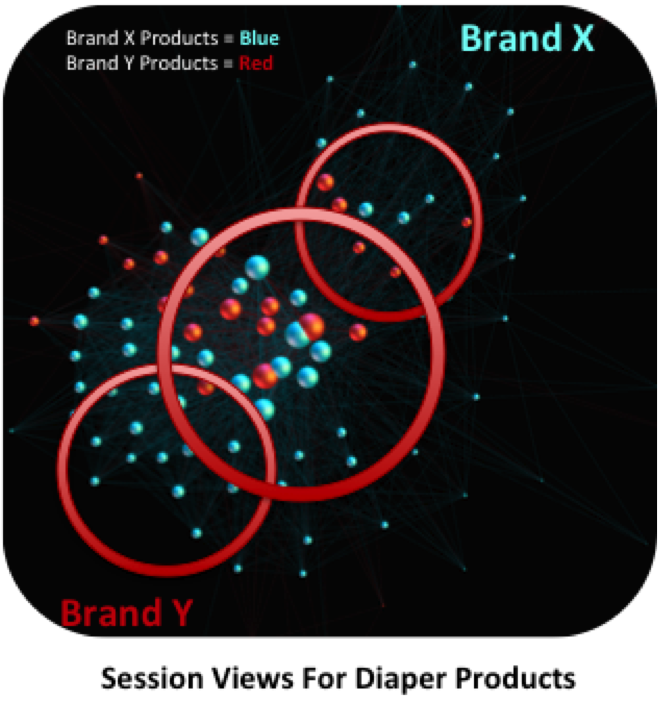 Brand X Products = Blue
Brand Y Products = Red
Brand X
Brand Y
Session Views For Diaper Products